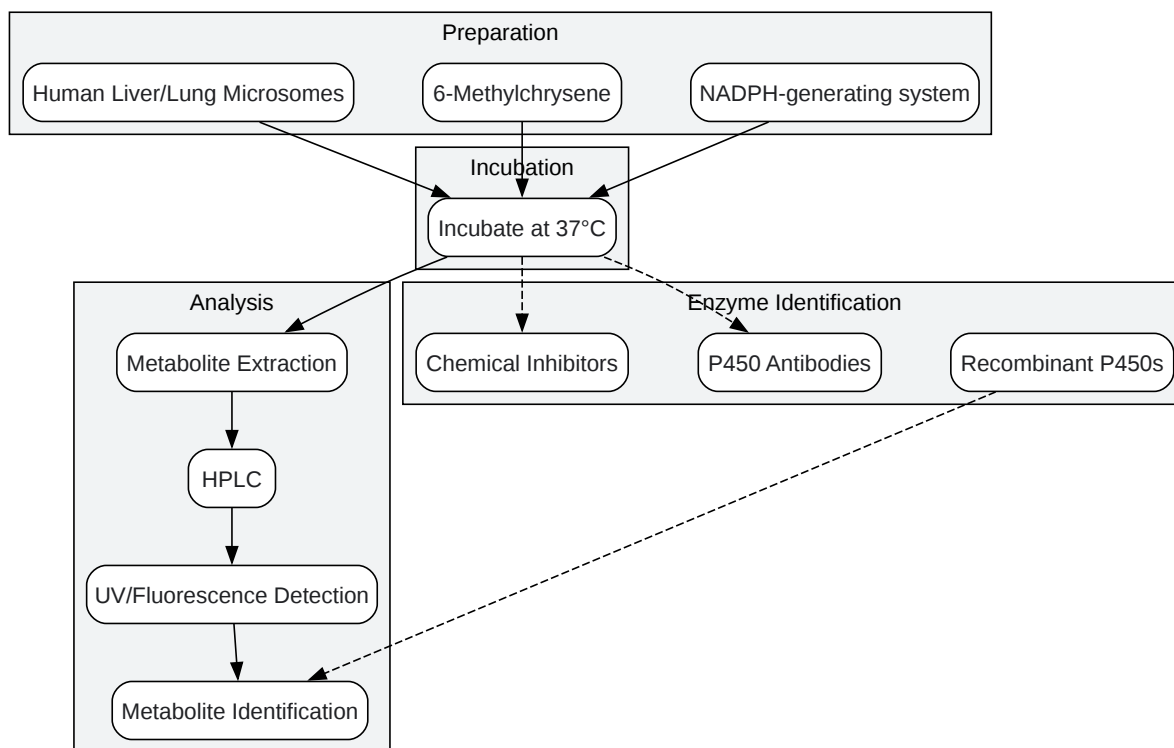 Preparation
Human Liver/Lung Microsomes
6-Methylchrysene
NADPH-generating system
Incubation
Incubate at 37°C
Analysis
Enzyme Identification
Metabolite Extraction
Chemical Inhibitors
P450 Antibodies
Recombinant P450s
HPLC
UV/Fluorescence Detection
Metabolite Identification